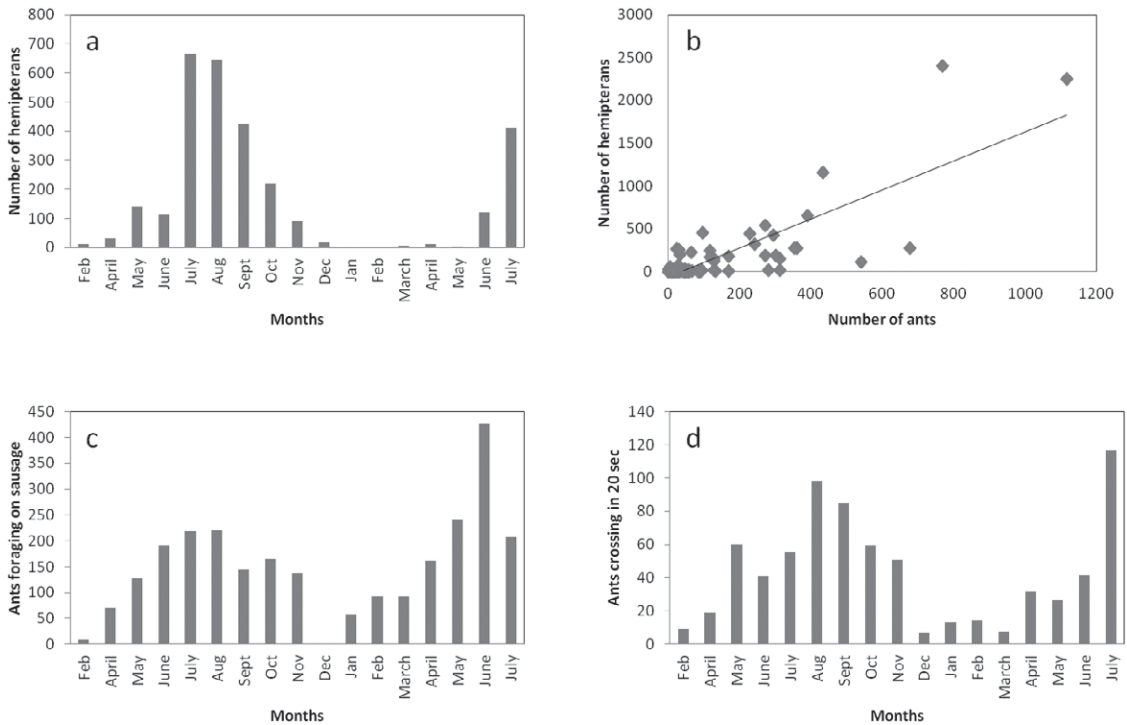 a
Number of hemipterans
800
700
600
500
400
300
200
100
0
Feb
April
May
June
July
Aug
Sept
Oct
Nov
Dec
Jan
Feb
March
April
May
June
July
Months
b
Number of hemipterans
3000
2500
2000
1500
1000
500
0
0 200 400 600 800 1000 1200
Number of ants
c
Ants foraging on sausage
450
400
350
300
250
200
150
100
50
0
Feb
April
May
June
July
Aug
Sept
Oct
Nov
Dec
Jan
Feb
March
April
May
June
July
Months
d
Ants crossing in 20 sec
140
120
100
80
60
40
20
0
Feb
April
May
June
July
Aug
Sept
Oct
Nov
Dec
Jan
Feb
March
April
May
June
July
Months